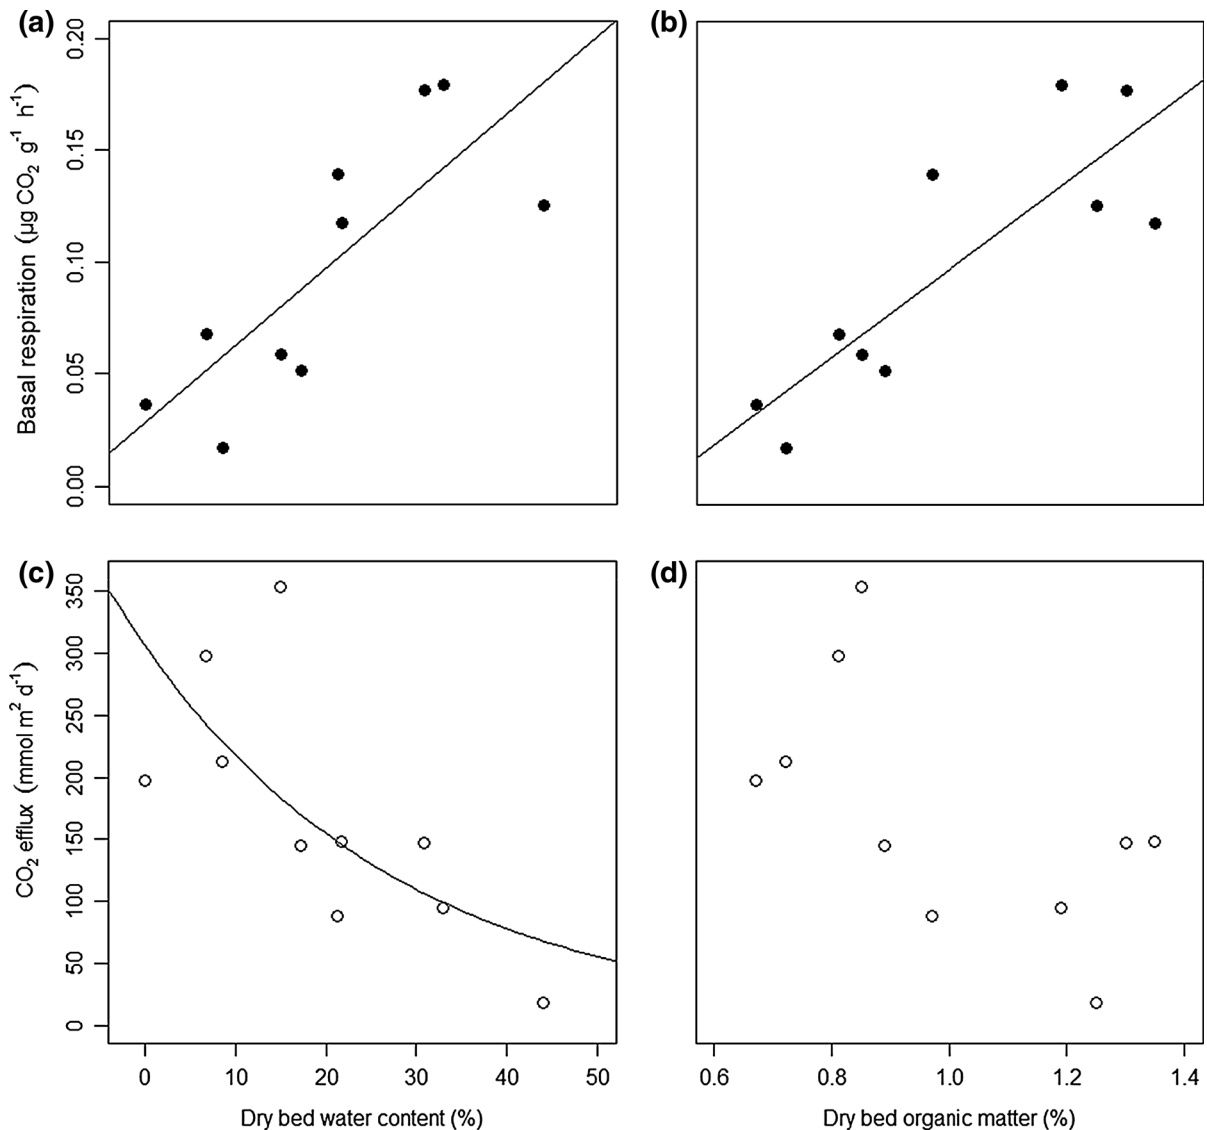 (a)
(b)
Basal respiration (µg CO₂ g⁻¹ h⁻¹)
0.20
0.15
0.10
0.05
0.00
(c)
(d)
CO₂ efflux (mmol m² d⁻¹)
350
300
250
200
150
100
50
0
0 10 20 30 40 50
0.6 0.8 1.0 1.2 1.4
Dry bed water content (%)
Dry bed organic matter (%)